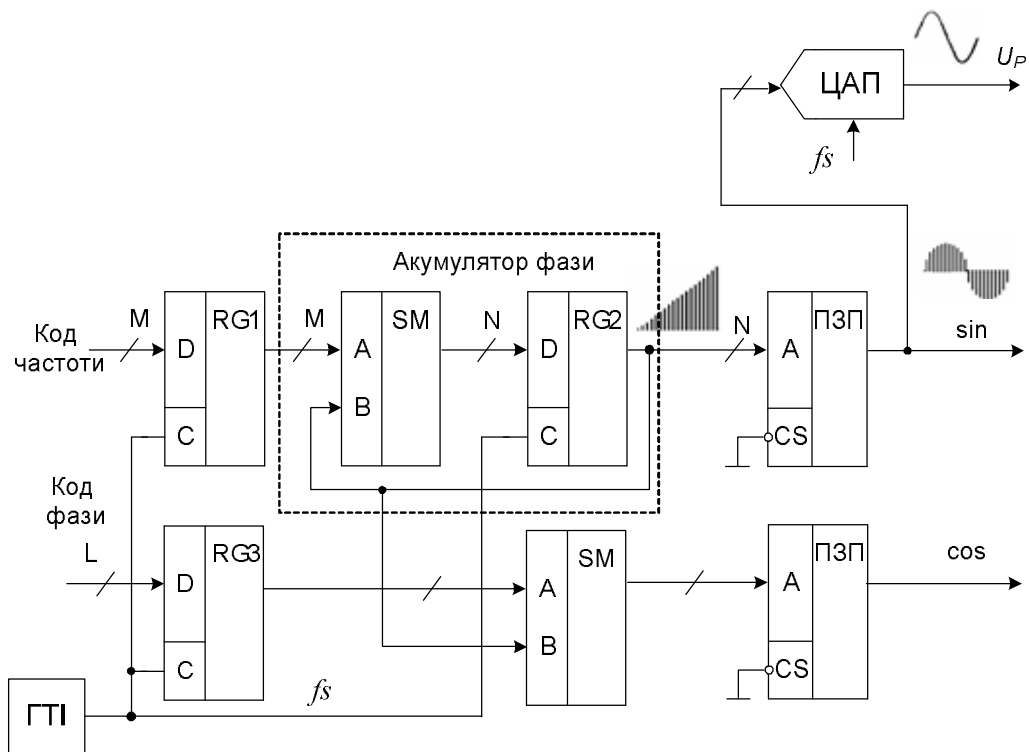 ЦАП
U_P
fs
Акумулятор фази
Код
частоти
M
D
RG1
C
M
A
SM
B
N
D
RG2
C
N
A
ПЗП
CS
sin
Код
фази
L
D
RG3
C
A
SM
B
A
ПЗП
CS
cos
ГТІ
fs